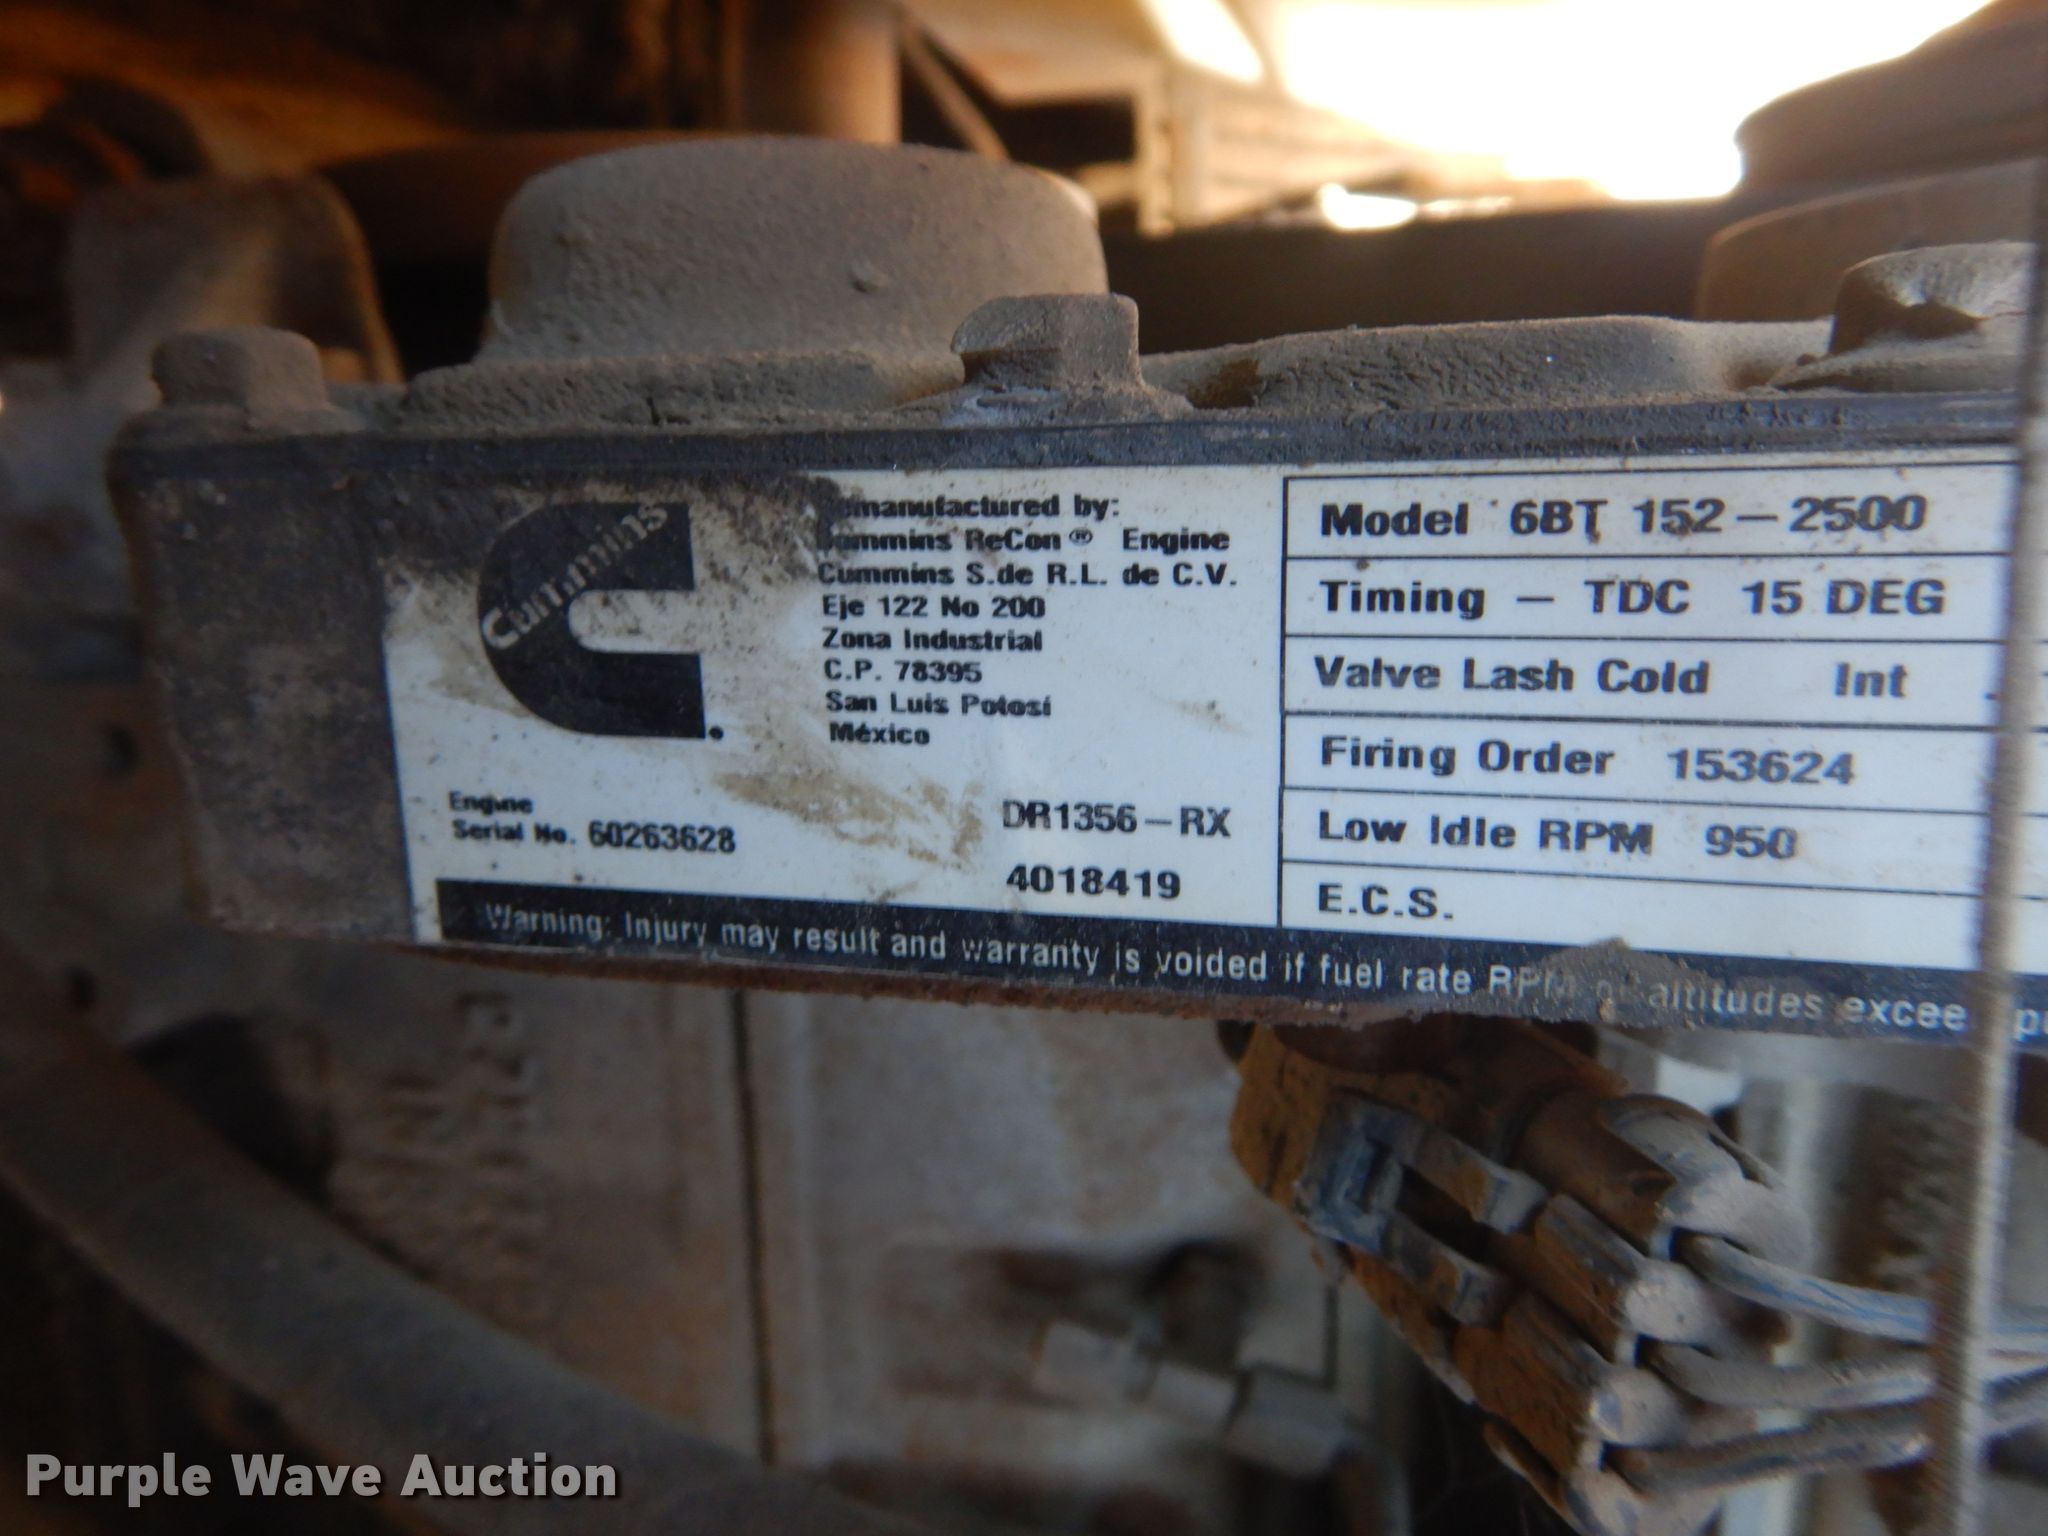 Cummins
Remanufactured by:
Cummins ReCon® Engine
Cummins S.de R.L. de C.V.
Eje 122 No 200
Zona Industrial
C.P. 78395
San Luis Potosí
México
Engine
Serial No. 60263628
DR1356-RX
4018419
Model 6BT 152-2500
Timing - TDC 15 DEG
Valve Lash Cold Int
Firing Order 153624
Low Idle RPM 950
E.C.S.
Warning: Injury may result and warranty is voided if fuel rate RPM or altitudes excee
Purple Wave Auction